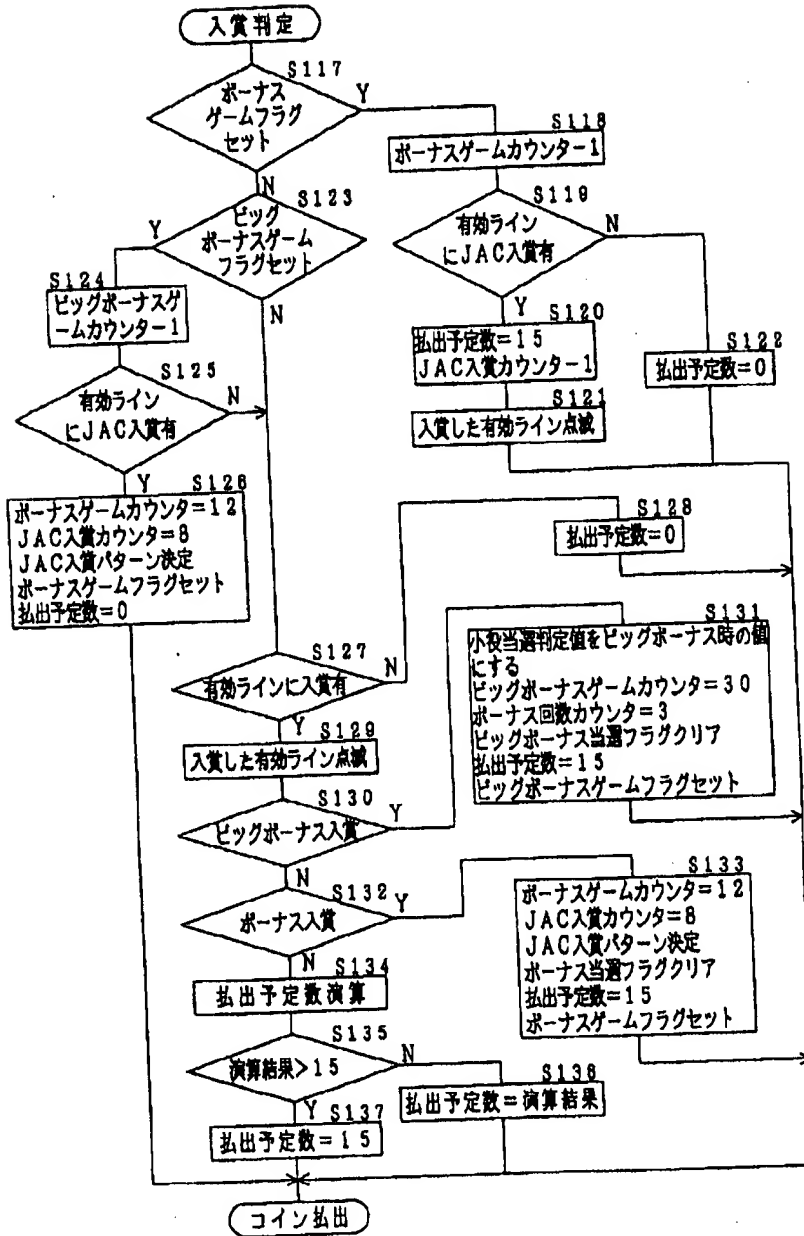 入賞判定
S117
ボーナス
ゲームフラグ
セット
Y
N
S118
ボーナスゲームカウンター1
S119
有効ライン
にJAC入賞有
N
Y
S120
払出予定数=15
JAC入賞カウンター1
S121
入賞した有効ライン点滅
S122
払出予定数=0
S123
ビッグ
ボーナスゲーム
フラグセット
Y
N
S124
ビッグボーナスゲ
ームカウンター1
S125
有効ライン
にJAC入賞有
N
Y
S126
ボーナスゲームカウンタ=12
JAC入賞カウンタ=8
JAC入賞パターン決定
ボーナスゲームフラグセット
払出予定数=0
S127
有効ラインに入賞有
N
Y
S128
払出予定数=0
S129
入賞した有効ライン点滅
S130
ビッグボーナス入賞
Y
N
S131
小役当選判定値をビッグボーナス時の値
にする
ビッグボーナスゲームカウンタ=30
ボーナス回数カウンタ=3
ビッグボーナス当選フラグクリア
払出予定数=15
ビッグボーナスゲームフラグセット
S132
ボーナス入賞
Y
N
S133
ボーナスゲームカウンタ=12
JAC入賞カウンタ=8
JAC入賞パターン決定
ボーナス当選フラグクリア
払出予定数=15
ボーナスゲームフラグセット
S134
払出予定数演算
S135
演算結果>15
N
Y
S136
払出予定数=演算結果
S137
払出予定数=15
コイン払出